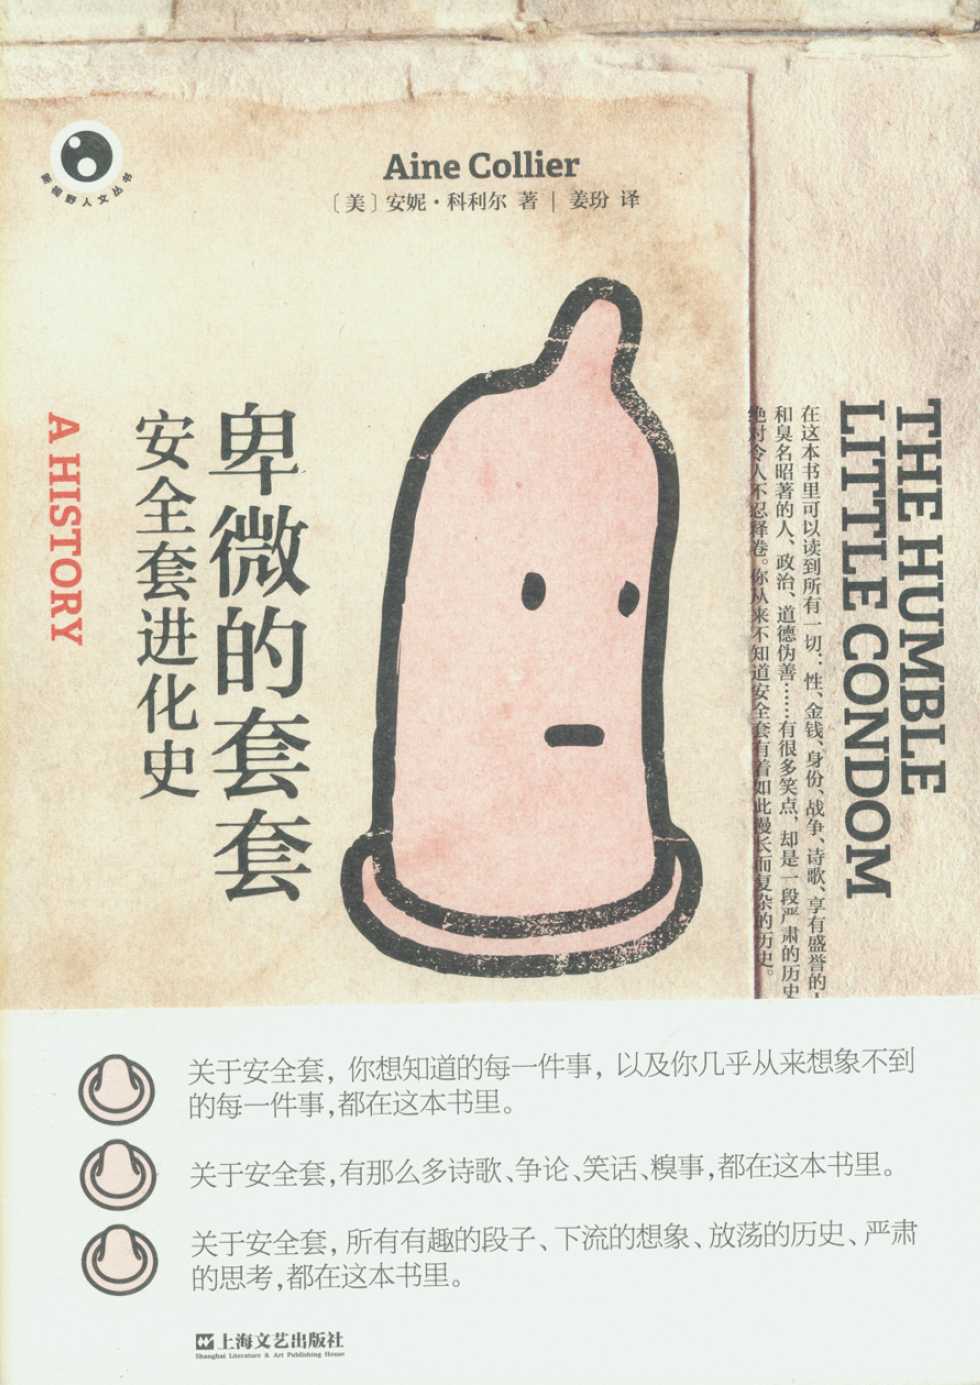 新视野人文丛书
Aine Collier
〔美〕安妮·科利尔 著 | 姜玢 译
THE HUMBLE
LITTLE CONDOM
在这本书里可以读到所有一切：性、金钱、身份、战争、诗歌、享有盛誉的
和臭名昭著的人、政治、道德伪善……有很多笑点，却是一段严肃的历史
绝对令人不忍释卷。你从来不知道安全套有着如此漫长而复杂的历史。
卑微的套套
安全套进化史
A HISTORY
关于安全套，你想知道的每一件事，以及你几乎从来想象不到
的每一件事，都在这本书里。
关于安全套，有那么多诗歌、争论、笑话、糗事，都在这本书里。
关于安全套，所有有趣的段子、下流的想象、放荡的历史、严肃
的思考，都在这本书里。
上海文艺出版社
Shanghai Literature & Art Publishing House